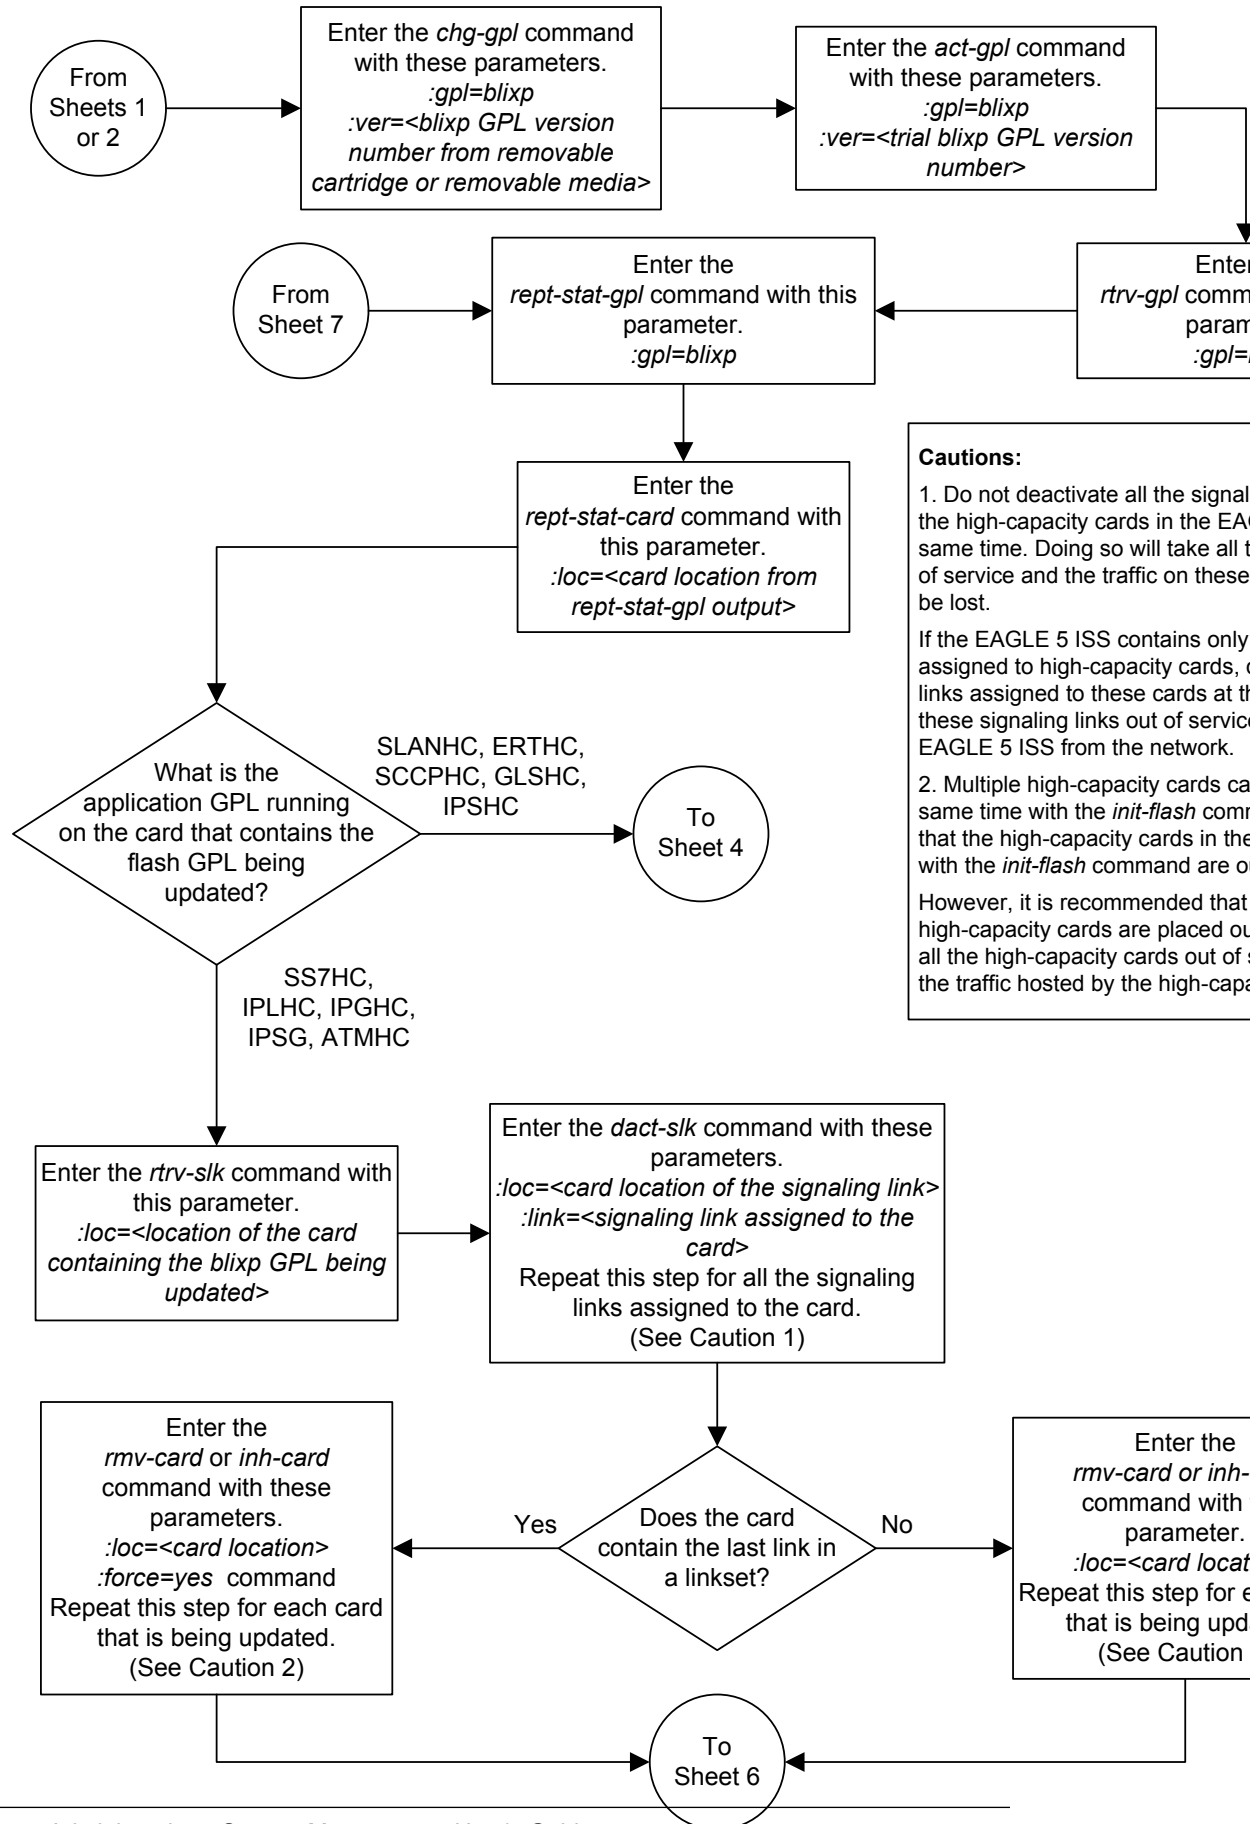 From
Sheets 1
or 2
Enter the chg-gpl command
with these parameters.
:gpl=blixp
:ver=<blixp GPL version
number from removable
cartridge or removable media>
Enter the act-gpl command
with these parameters.
:gpl=blixp
:ver=<trial blixp GPL version
number>
From
Sheet 7
Enter the
rept-stat-gpl command with this
parameter.
:gpl=blixp
Enter
rtrv-gpl
:gpl=
Enter the
rept-stat-card command with
this parameter.
:loc=<card location from
rept-stat-gpl output>
Cautions:
1. Do not deactivate all the
the high-capacity cards in the
same time. Doing so will take all
of service and the traffic on these
be lost.
If the EAGLE 5 ISS contains only
assigned to high-capacity cards,
links assigned to these cards at
these signaling links out of
EAGLE 5 ISS from the network.
2. Multiple high-capacity cards
same time with the init-flash
that the high-capacity cards in the
with the init-flash command are
However, it is recommended that
high-capacity cards are placed
all the high-capacity cards out of
the traffic hosted by the
What is the
application GPL running
on the card that contains the
flash GPL being
updated?
SLANHC, ERTHC,
SCCPHC, GLSHC,
IPSHC
To
Sheet 4
SS7HC,
IPLHC, IPGHC,
IPSG, ATMHC
Enter the rtrv-slk command with
this parameter.
:loc=<location of the card
containing the blixp GPL being
updated>
Enter the dact-slk command with these
parameters.
:loc=<card location of the signaling link>
:link=<signaling link assigned to the
card>
Repeat this step for all the signaling
links assigned to the card.
(See Caution 1)
Enter the
rmv-card or inh-card
command with these
parameters.
:loc=<card location>
:force=yes command
Repeat this step for each card
that is being updated.
(See Caution 2)
Yes
Does the card
contain the last link in
a linkset?
No
Enter the
rmv-card or inh-
command with
parameter.
:loc=<card
Repeat this step for
that is being
(See Caution
To
Sheet 6